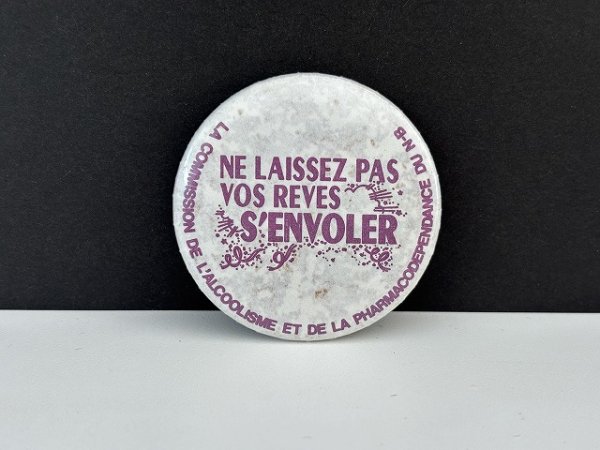 NE LAISSEZ PAS
VOS REVES
S'ENVOLER
LA COMMISSION DE L'ALCOOLISME ET DE LA PHARMACODEPENDANCE DU N-B